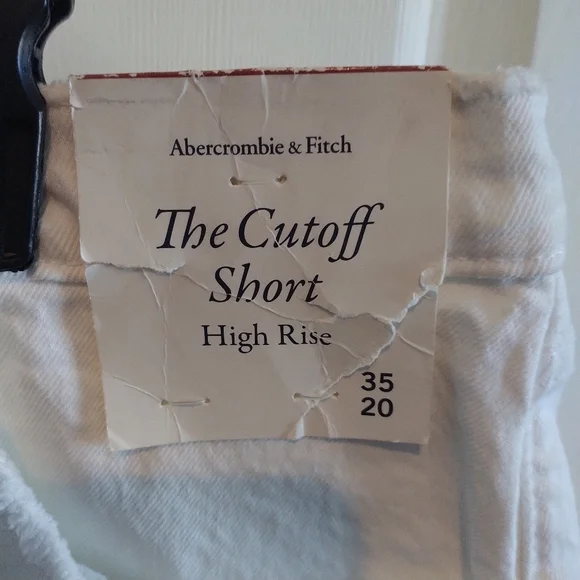 Abercrombie & Fitch
The Cutoff
Short
High Rise
35
20